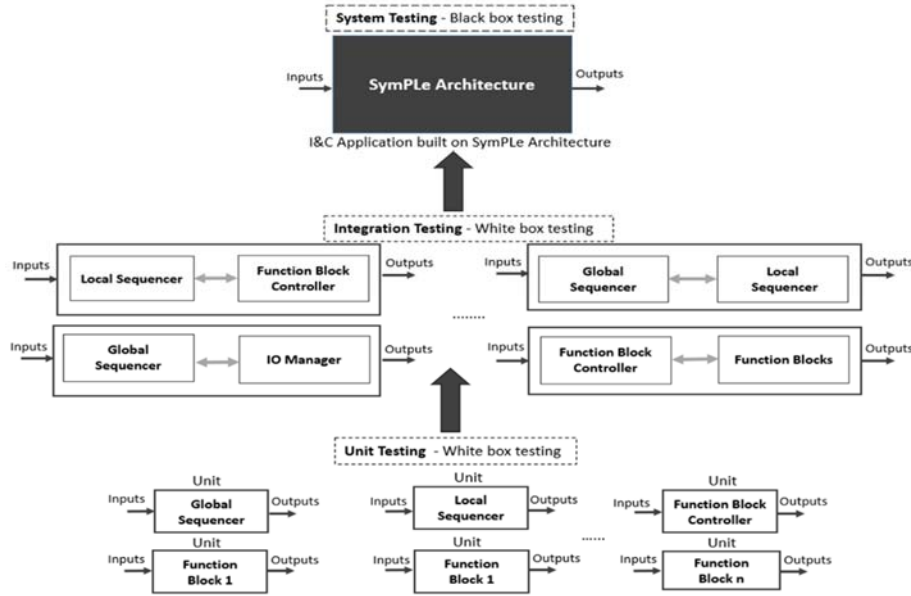 System Testing - Black box testing
Inputs
SymPLe Architecture
Outputs
I&C Application built on SymPLe Architecture
Integration Testing - White box testing
Inputs
Local Sequencer
Function Block
Controller
Outputs
Inputs
Global
Sequencer
Local
Sequencer
Outputs
........
Inputs
Global
Sequencer
IO Manager
Outputs
Inputs
Function Block
Controller
Function Blocks
Outputs
Unit Testing - White box testing
Unit
Inputs
Global
Sequencer
Outputs
Unit
Inputs
Local
Sequencer
Outputs
Unit
Inputs
Function Block
Controller
Outputs
......
Unit
Inputs
Function
Block 1
Outputs
Unit
Inputs
Function
Block 1
Outputs
Unit
Inputs
Function
Block n
Outputs